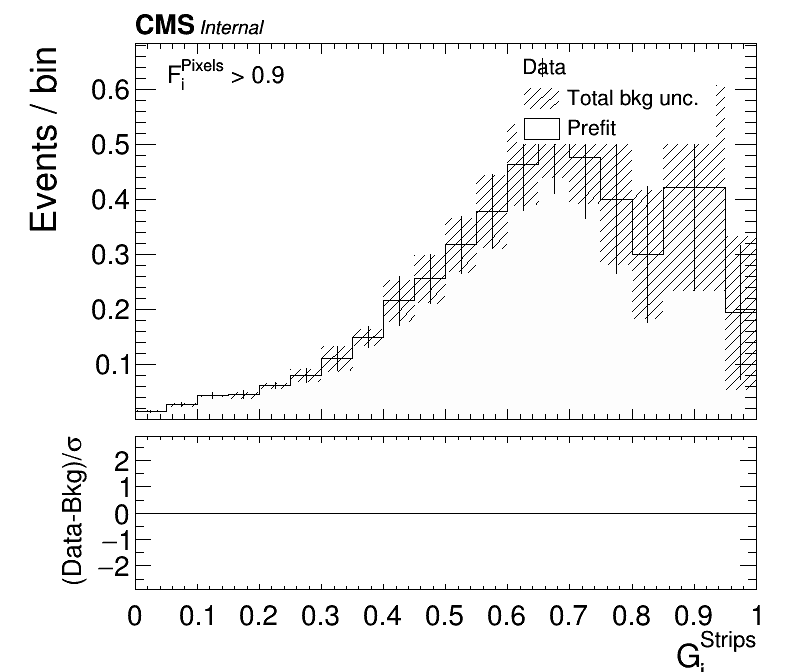 CMS Internal
F_i^Pixels > 0.9
Data
Total bkg unc.
Prefit
Events / bin
0.6
0.5
0.4
0.3
0.2
0.1
(Data-Bkg)/σ
2
1
0
−1
−2
0 0.1 0.2 0.3 0.4 0.5 0.6 0.7 0.8 0.9 1
G_i^Strips